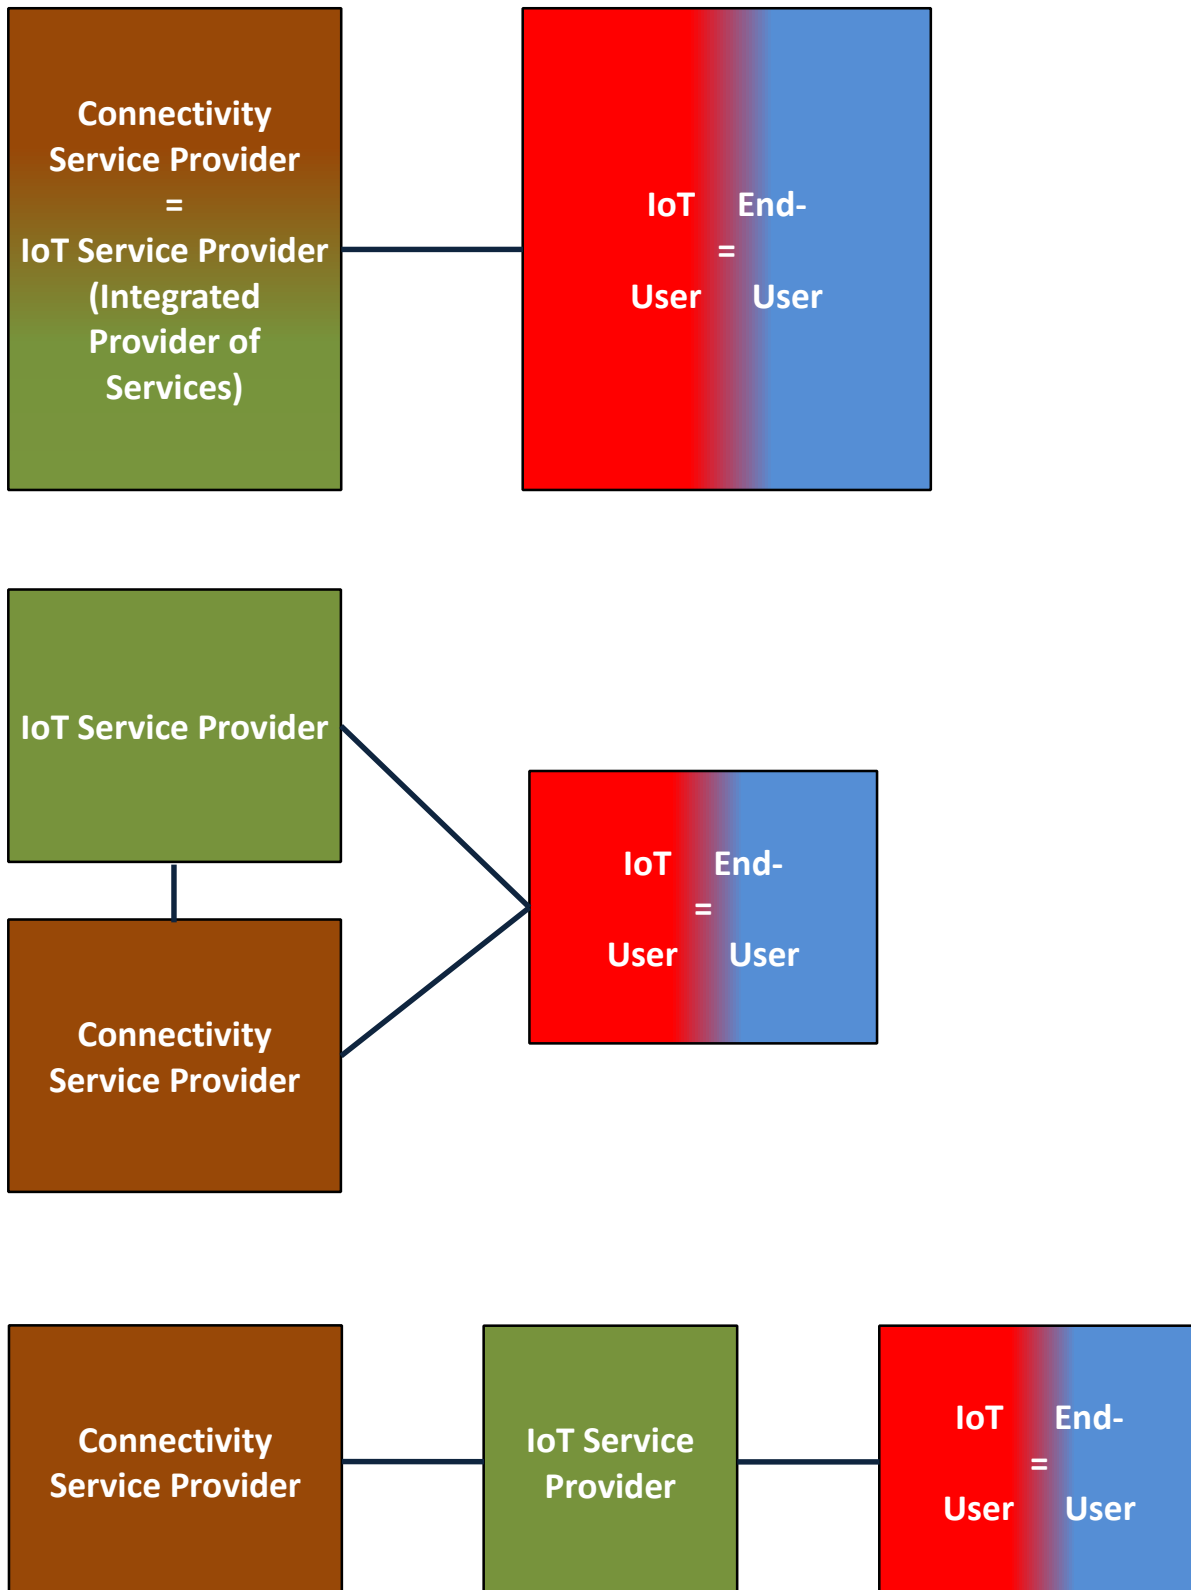 Connectivity
Service Provider
=
IoT Service Provider
(Integrated
Provider of
Services)
IoT End-
=
User User
IoT Service Provider
Connectivity
Service Provider
IoT End-
=
User User
Connectivity
Service Provider
IoT Service
Provider
IoT End-
=
User User